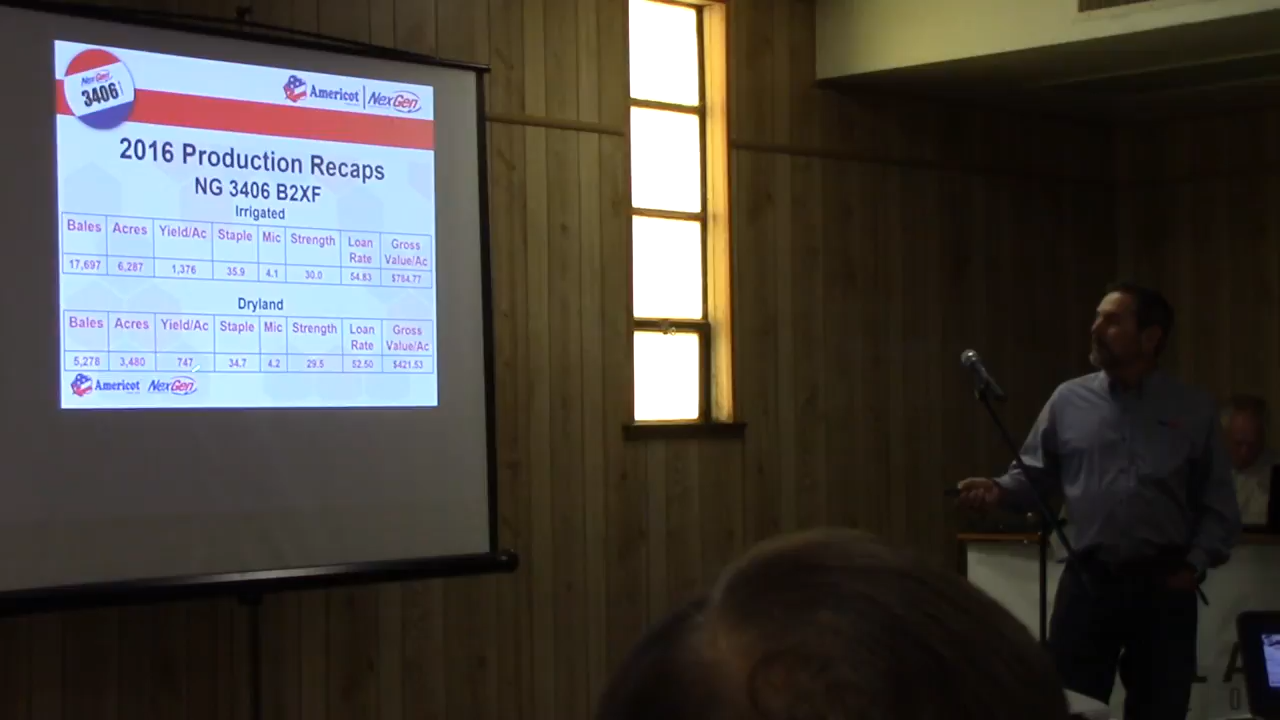 NexGen
3406
Americot NexGen
2016 Production Recaps
NG 3406 B2XF
Irrigated
Bales Acres Yield/Ac Staple Mic Strength Loan Rate Gross Value/Ac
17,697 6,287 1,376 35.9 4.1 30.0 54.83 $764.77
Dryland
Bales Acres Yield/Ac Staple Mic Strength Loan Rate Gross Value/Ac
5,278 3,480 747 34.7 4.2 29.5 52.50 $421.53
Americot NexGen